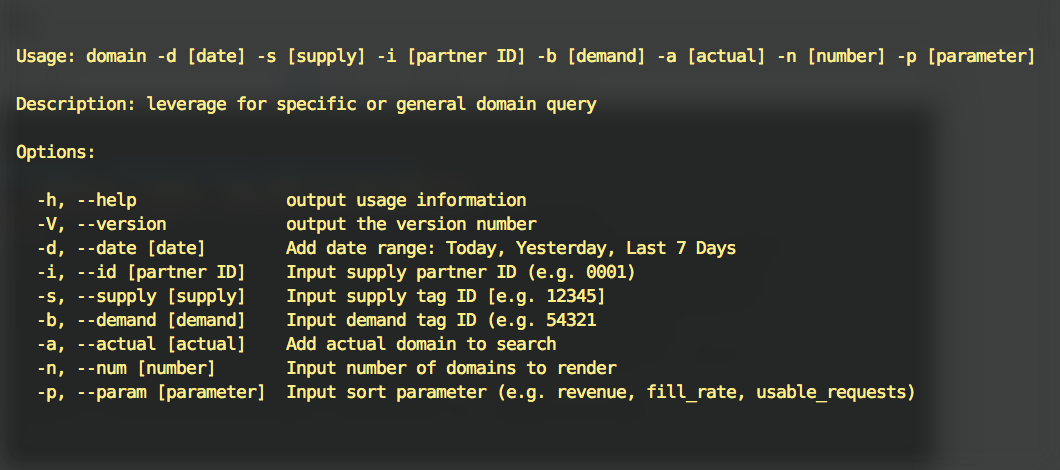 Usage: domain -d [date] -s [supply] -i [partner ID] -b [demand] -a [actual] -n [number] -p [parameter]
Description: leverage for specific or general domain query
Options:
-h, --help output usage information
-V, --version output the version number
-d, --date [date] Add date range: Today, Yesterday, Last 7 Days
-i, --id [partner ID] Input supply partner ID (e.g. 0001)
-s, --supply [supply] Input supply tag ID [e.g. 12345]
-b, --demand [demand] Input demand tag ID (e.g. 54321
-a, --actual [actual] Add actual domain to search
-n, --num [number] Input number of domains to render
-p, --param [parameter] Input sort parameter (e.g. revenue, fill_rate, usable_requests)